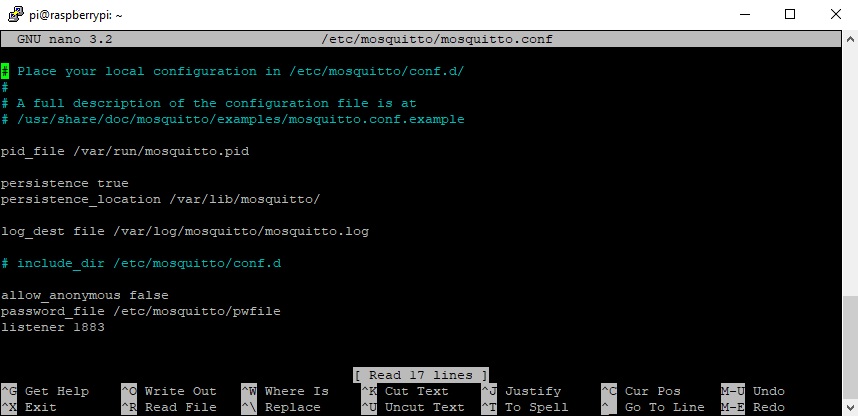 pi@raspberrypi: ~
GNU nano 3.2 /etc/mosquitto/mosquitto.conf
# Place your local configuration in /etc/mosquitto/conf.d/
#
# A full description of the configuration file is at
# /usr/share/doc/mosquitto/examples/mosquitto.conf.example
pid_file /var/run/mosquitto.pid
persistence true
persistence_location /var/lib/mosquitto/
log_dest file /var/log/mosquitto/mosquitto.log
# include_dir /etc/mosquitto/conf.d
allow_anonymous false
password_file /etc/mosquitto/pwfile
listener 1883
[ Read 17 lines ]
^G Get Help ^O Write Out ^W Where Is ^K Cut Text ^J Justify ^C Cur Pos M-U Undo
^X Exit ^R Read File ^\ Replace ^U Uncut Text ^T To Spell ^_ Go To Line M-E Redo